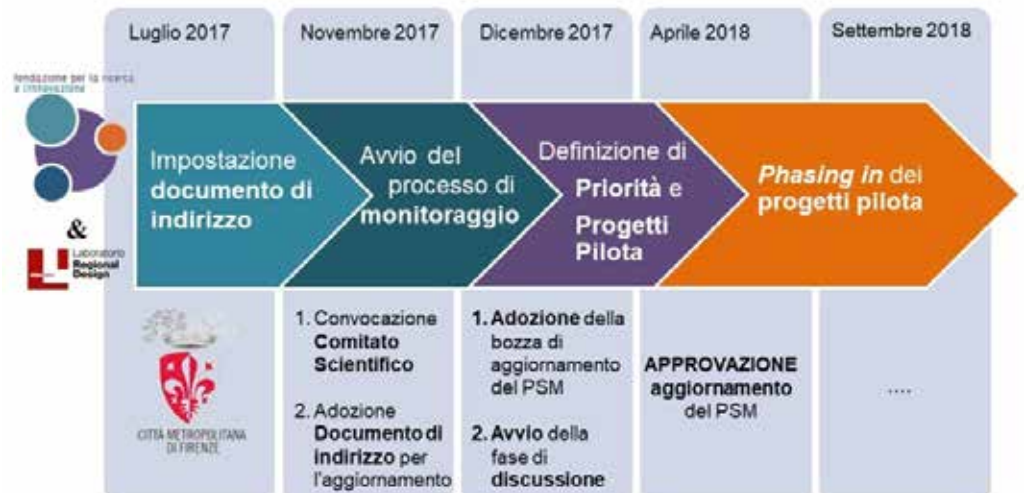 Luglio 2017
Novembre 2017
Dicembre 2017
Aprile 2018
Settembre 2018
fondazione per la ricerca
e l'innovazione
&
Laboratorio
Regional
Design
Impostazione
documento di
indirizzo
Avvio del
processo di
monitoraggio
Definizione di
Priorità e
Progetti
Pilota
Phasing in dei
progetti pilota
CITTÀ METROPOLITANA
DI FIRENZE
1. Convocazione
Comitato
Scientifico
2. Adozione
Documento di
indirizzo per
l'aggiornamento
1. Adozione della
bozza di
aggiornamento
del PSM
2. Avvio della
fase di
discussione
APPROVAZIONE
aggiornamento
del PSM
....